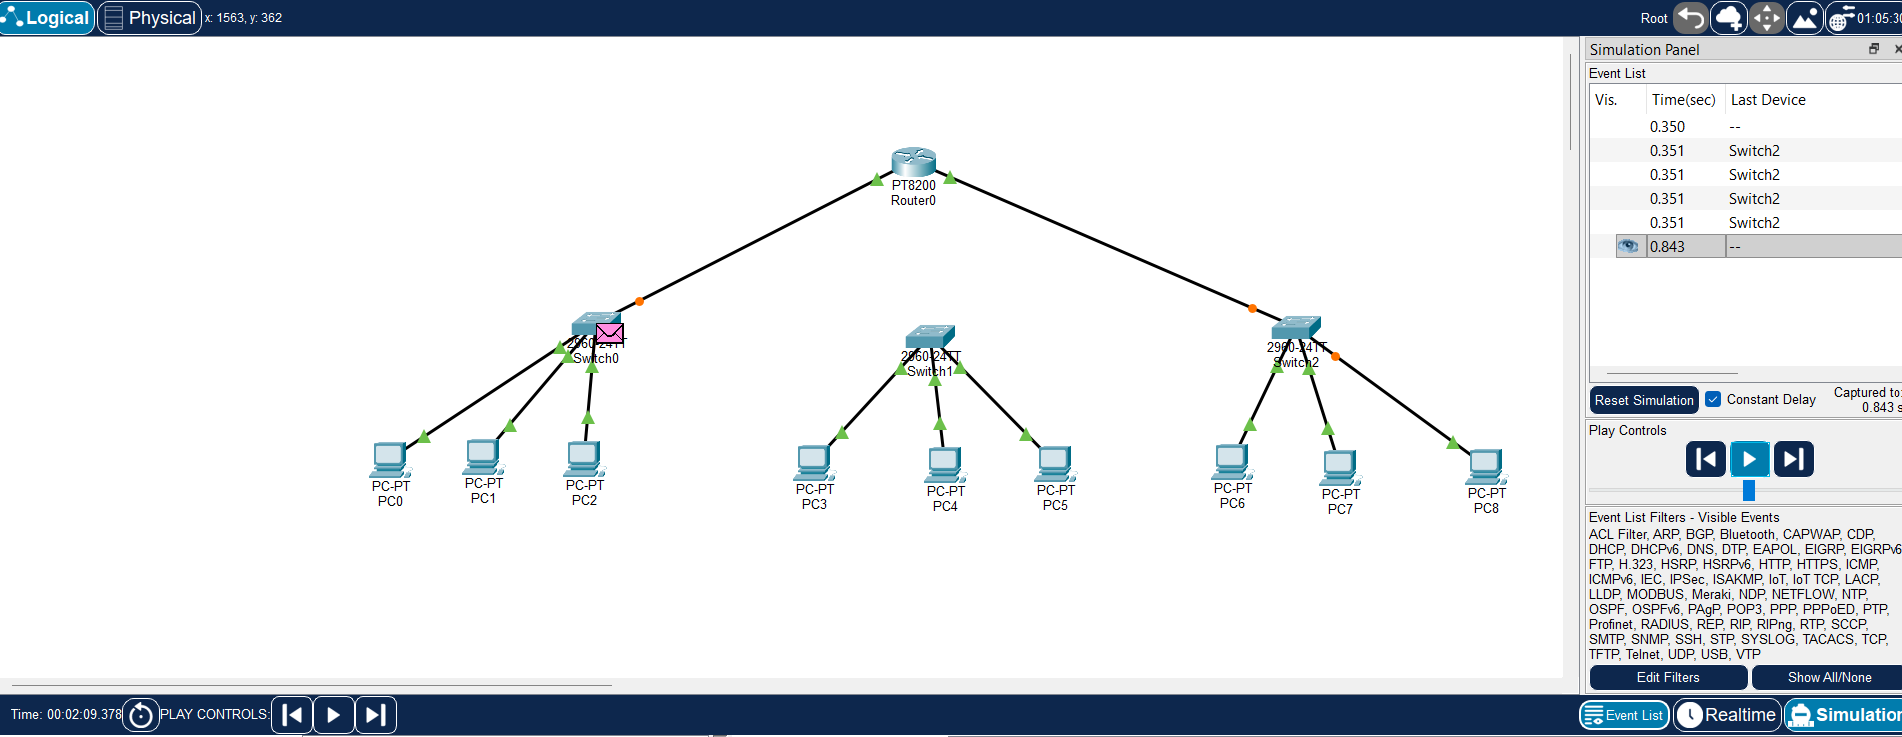 Logical Physical x: 1563, y: 362 Root 01:05:30
Simulation Panel
Event List
Vis. Time(sec) Last Device
0.350 --
0.351 Switch2
0.351 Switch2
0.351 Switch2
0.351 Switch2
0.843 --
PT8200
Router0
2960-24TT
Switch0
2960-24TT
Switch1
2960-24TT
Switch2
PC-PT
PC0
PC-PT
PC1
PC-PT
PC2
PC-PT
PC3
PC-PT
PC4
PC-PT
PC5
PC-PT
PC6
PC-PT
PC7
PC-PT
PC8
Reset Simulation Constant Delay Captured to:
0.843 s
Play Controls
Event List Filters - Visible Events
ACL Filter, ARP, BGP, Bluetooth, CAPWAP, CDP,
DHCP, DHCPv6, DNS, DTP, EAPOL, EIGRP, EIGRPv6
FTP, H.323, HSRP, HSRPv6, HTTP, HTTPS, ICMP,
ICMPv6, IEC, IPSec, ISAKMP, IoT, IoT TCP, LACP,
LLDP, MODBUS, Meraki, NDP, NETFLOW, NTP,
OSPF, OSPFv6, PAgP, POP3, PPP, PPPoED, PTP,
Profinet, RADIUS, REP, RIP, RIPng, RTP, SCCP,
SMTP, SNMP, SSH, STP, SYSLOG, TACACS, TCP,
TFTP, Telnet, UDP, USB, VTP
Edit Filters Show All/None
Time: 00:02:09.378 PLAY CONTROLS: Event List Realtime Simulation